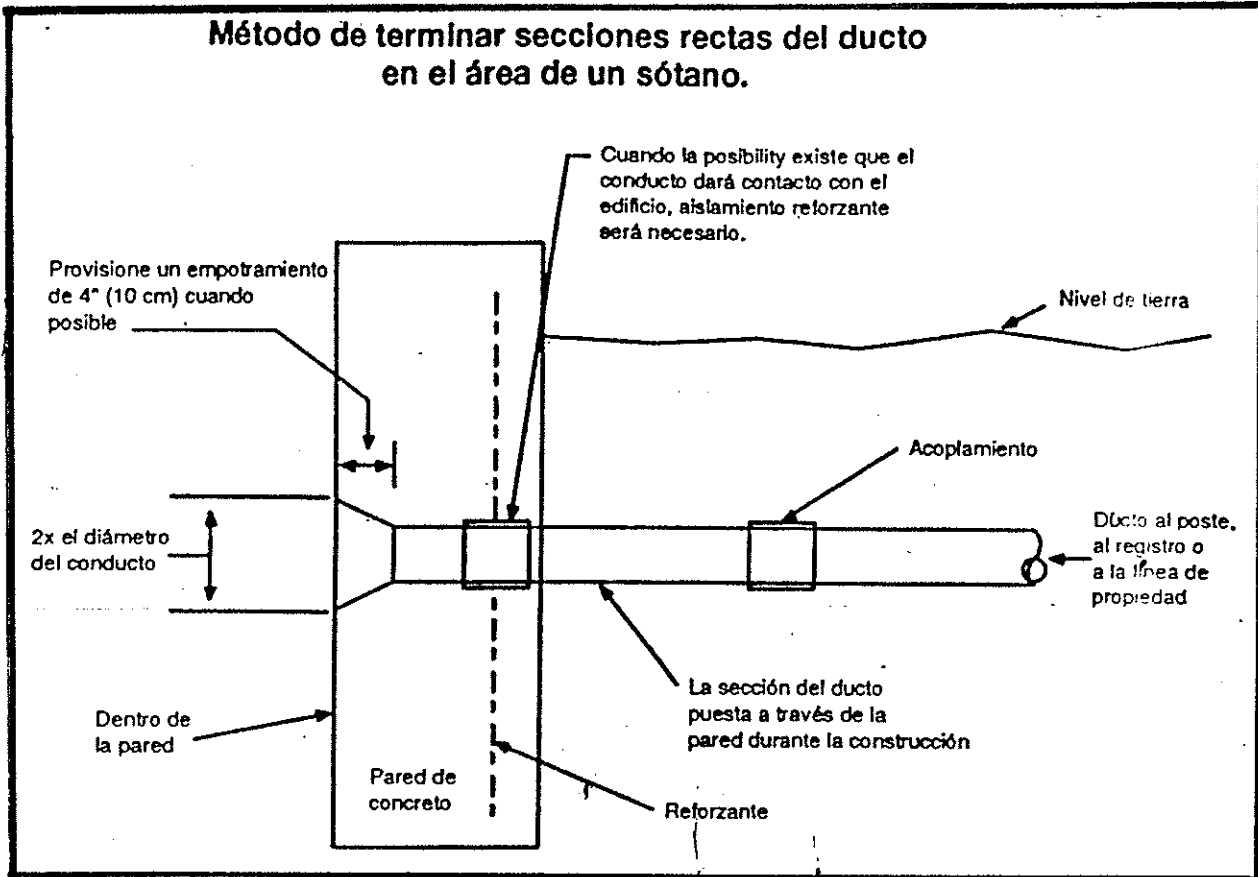 Método de terminar secciones rectas del ducto
en el área de un sótano.
Cuando la posibility existe que el
conducto dará contacto con el
edificio, aislamiento reforzante
será necesario.
Provisione un empotramiento
de 4" (10 cm) cuando
posible
Nivel de tierra
Acoplamiento
2x el diámetro
del conducto
Dúcto al poste,
al registro o
a la línea de
propiedad
La sección del ducto
puesta a través de la
pared durante la construcción
Dentro de
la pared
Pared de
concreto
Reforzante